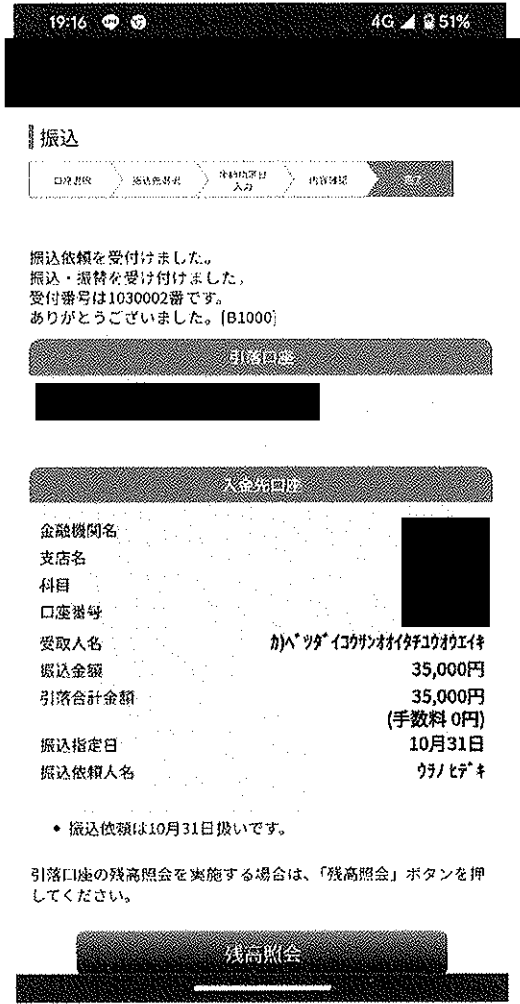 19:16
4G 51%
振込
口座選択
振込先選択
金額指定日
入力
内容確認
完了
振込依頼を受付けました。
振込・振替を受け付けました。
受付番号は1030002番です。
ありがとうございました。[B1000]
引落口座
入金先口座
金融機関名
支店名
科目
口座番号
受取人名 カ)ベツダイコウサンオオイタチユウオウエイキ
振込金額 35,000円
引落合計金額 35,000円
(手数料 0円)
振込指定日 10月31日
振込依頼人名 ウラノ ヒデキ
• 振込依頼は10月31日扱いです。
引落口座の残高照会を実施する場合は、「残高照会」ボタンを押
してください。
残高照会